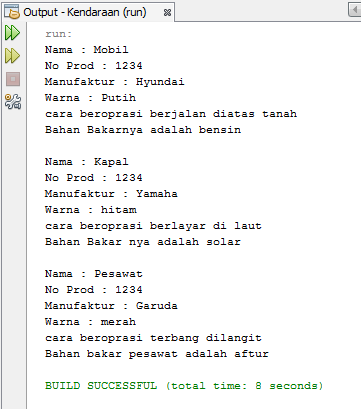 Output - Kendaraan (run)
run:
Nama : Mobil
No Prod : 1234
Manufaktur : Hyundai
Warna : Putih
cara beroprasi berjalan diatas tanah
Bahan Bakarnya adalah bensin
Nama : Kapal
No Prod : 1234
Manufaktur : Yamaha
Warna : hitam
cara beroprasi berlayar di laut
Bahan Bakar nya adalah solar
Nama : Pesawat
No Prod : 1234
Manufaktur : Garuda
Warna : merah
cara beroprasi terbang dilangit
Bahan bakar pesawat adalah aftur
BUILD SUCCESSFUL (total time: 8 seconds)